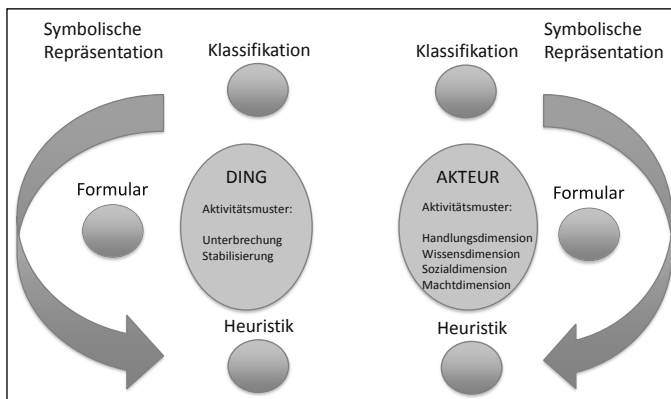 Symbolische
Repräsentation
Klassifikation
Formular
DING
Aktivitätsmuster:
Unterbrechung
Stabilisierung
Heuristik
Klassifikation
Symbolische
Repräsentation
AKTEUR
Aktivitätsmuster:
Handlungsdimension
Wissensdimension
Sozialdimension
Machtdimension
Formular
Heuristik